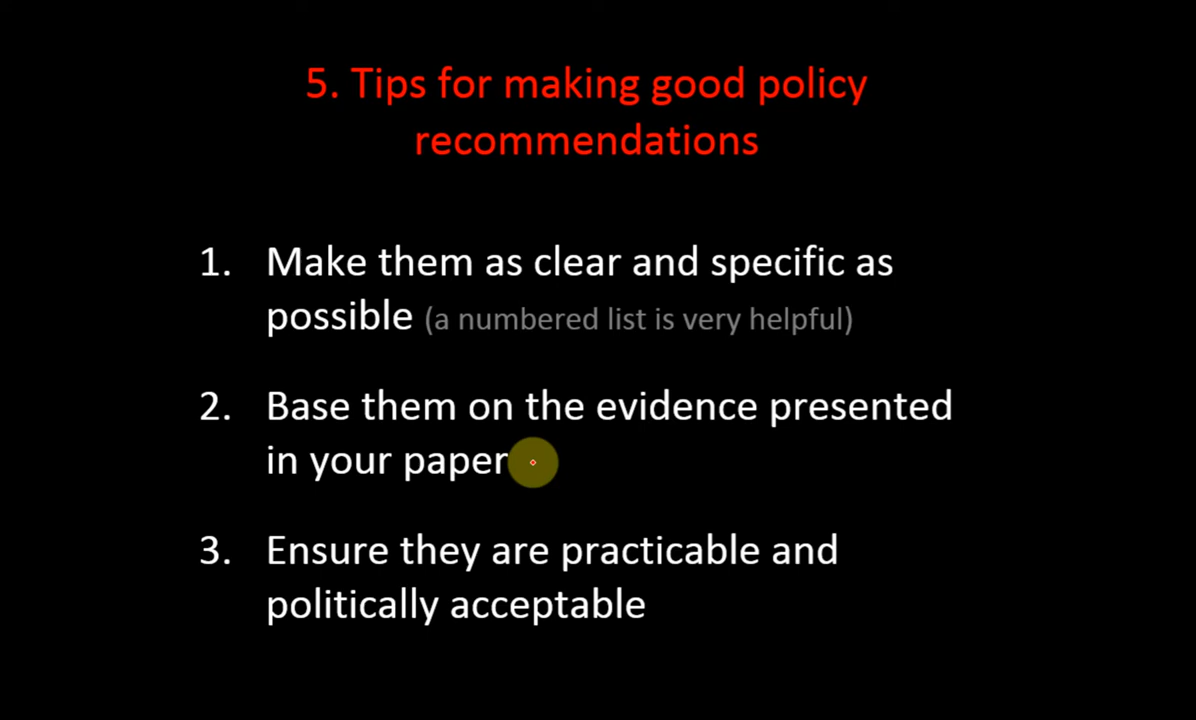 5. Tips for making good policy
recommendations
1. Make them as clear and specific as
possible (a numbered list is very helpful)
2. Base them on the evidence presented
in your paper
3. Ensure they are practicable and
politically acceptable